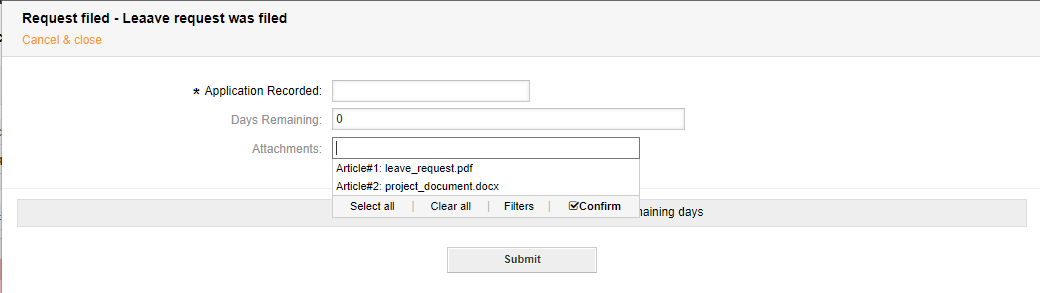 Request filed - Leaave request was filed
Cancel & close
* Application Recorded:
Days Remaining: 0
Attachments:
Article#1: leave_request.pdf
Article#2: project_document.docx
Select all | Clear all | Filters | Confirm
days
Submit